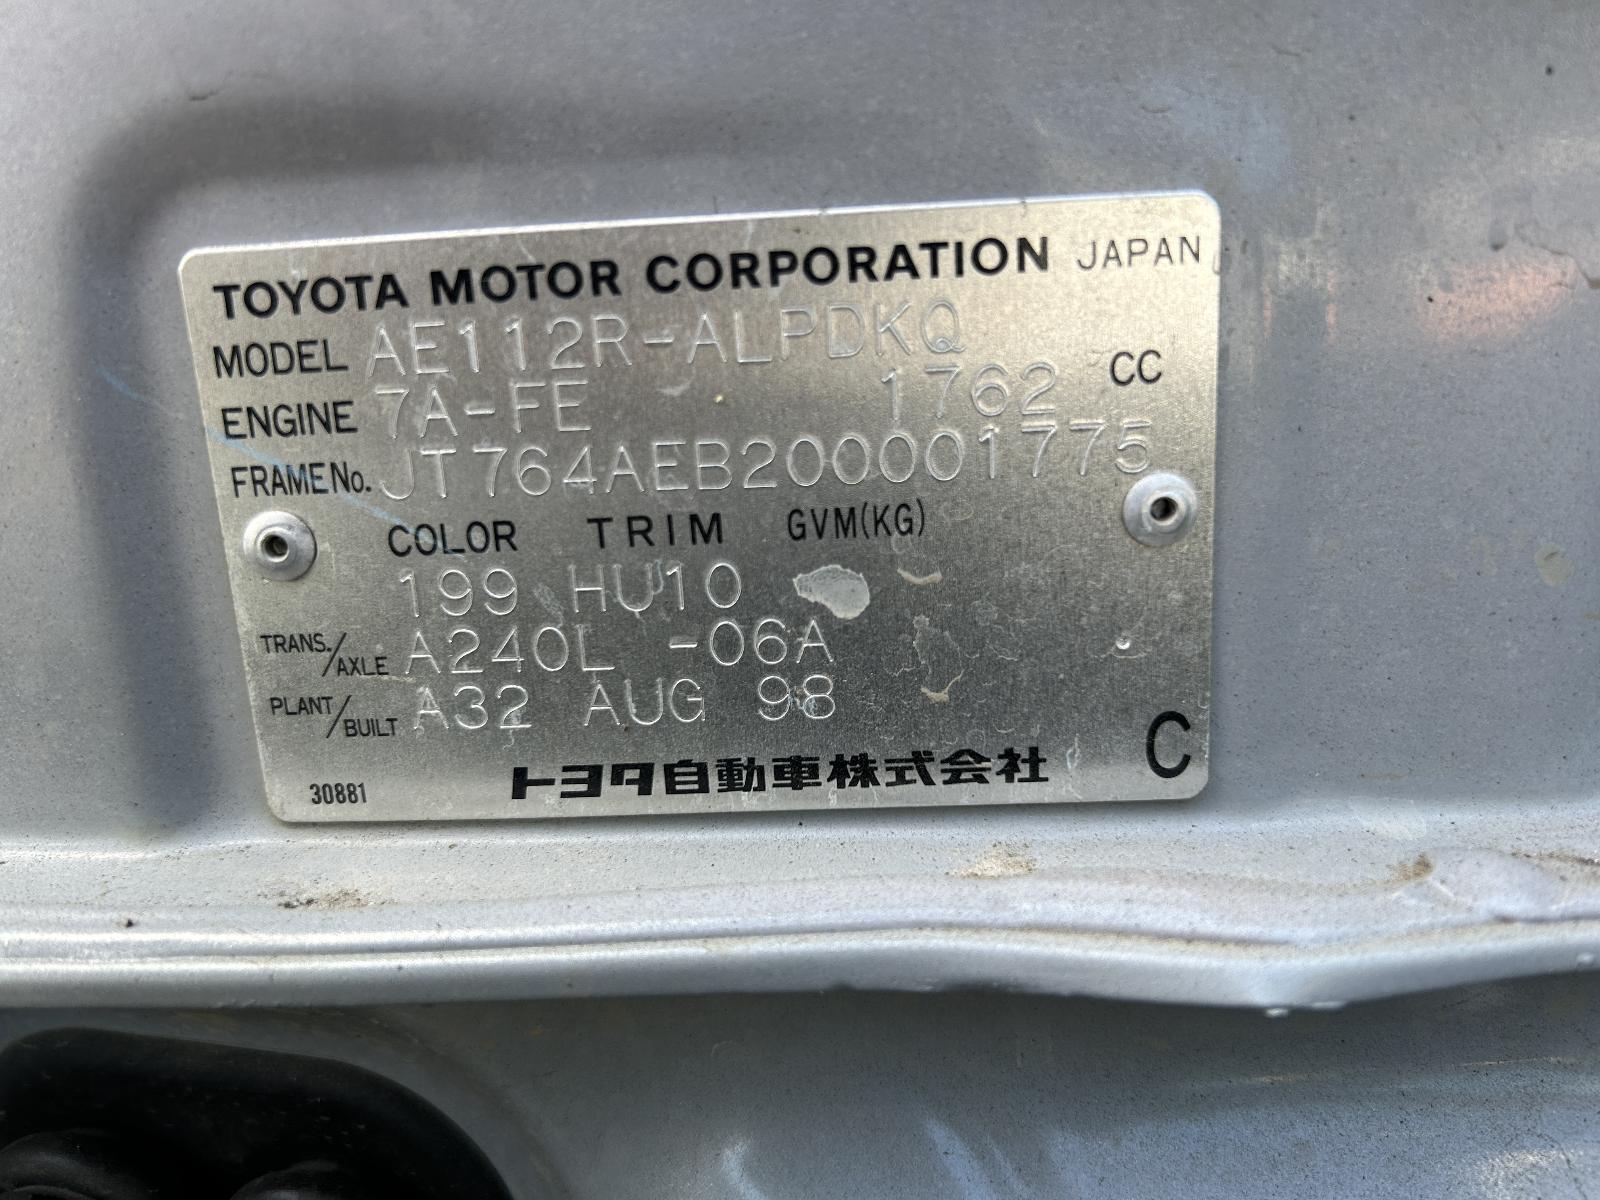 TOYOTA MOTOR CORPORATION JAPAN
MODEL AE112R-ALPDKQ
ENGINE 7A-FE 1762 CC
FRAME No. JT764AEB200001775
COLOR TRIM GVM(KG)
199 HU10
TRANS./AXLE A240L -06A
PLANT/BUILT A32 AUG 98
30881 トヨタ自動車株式会社 C